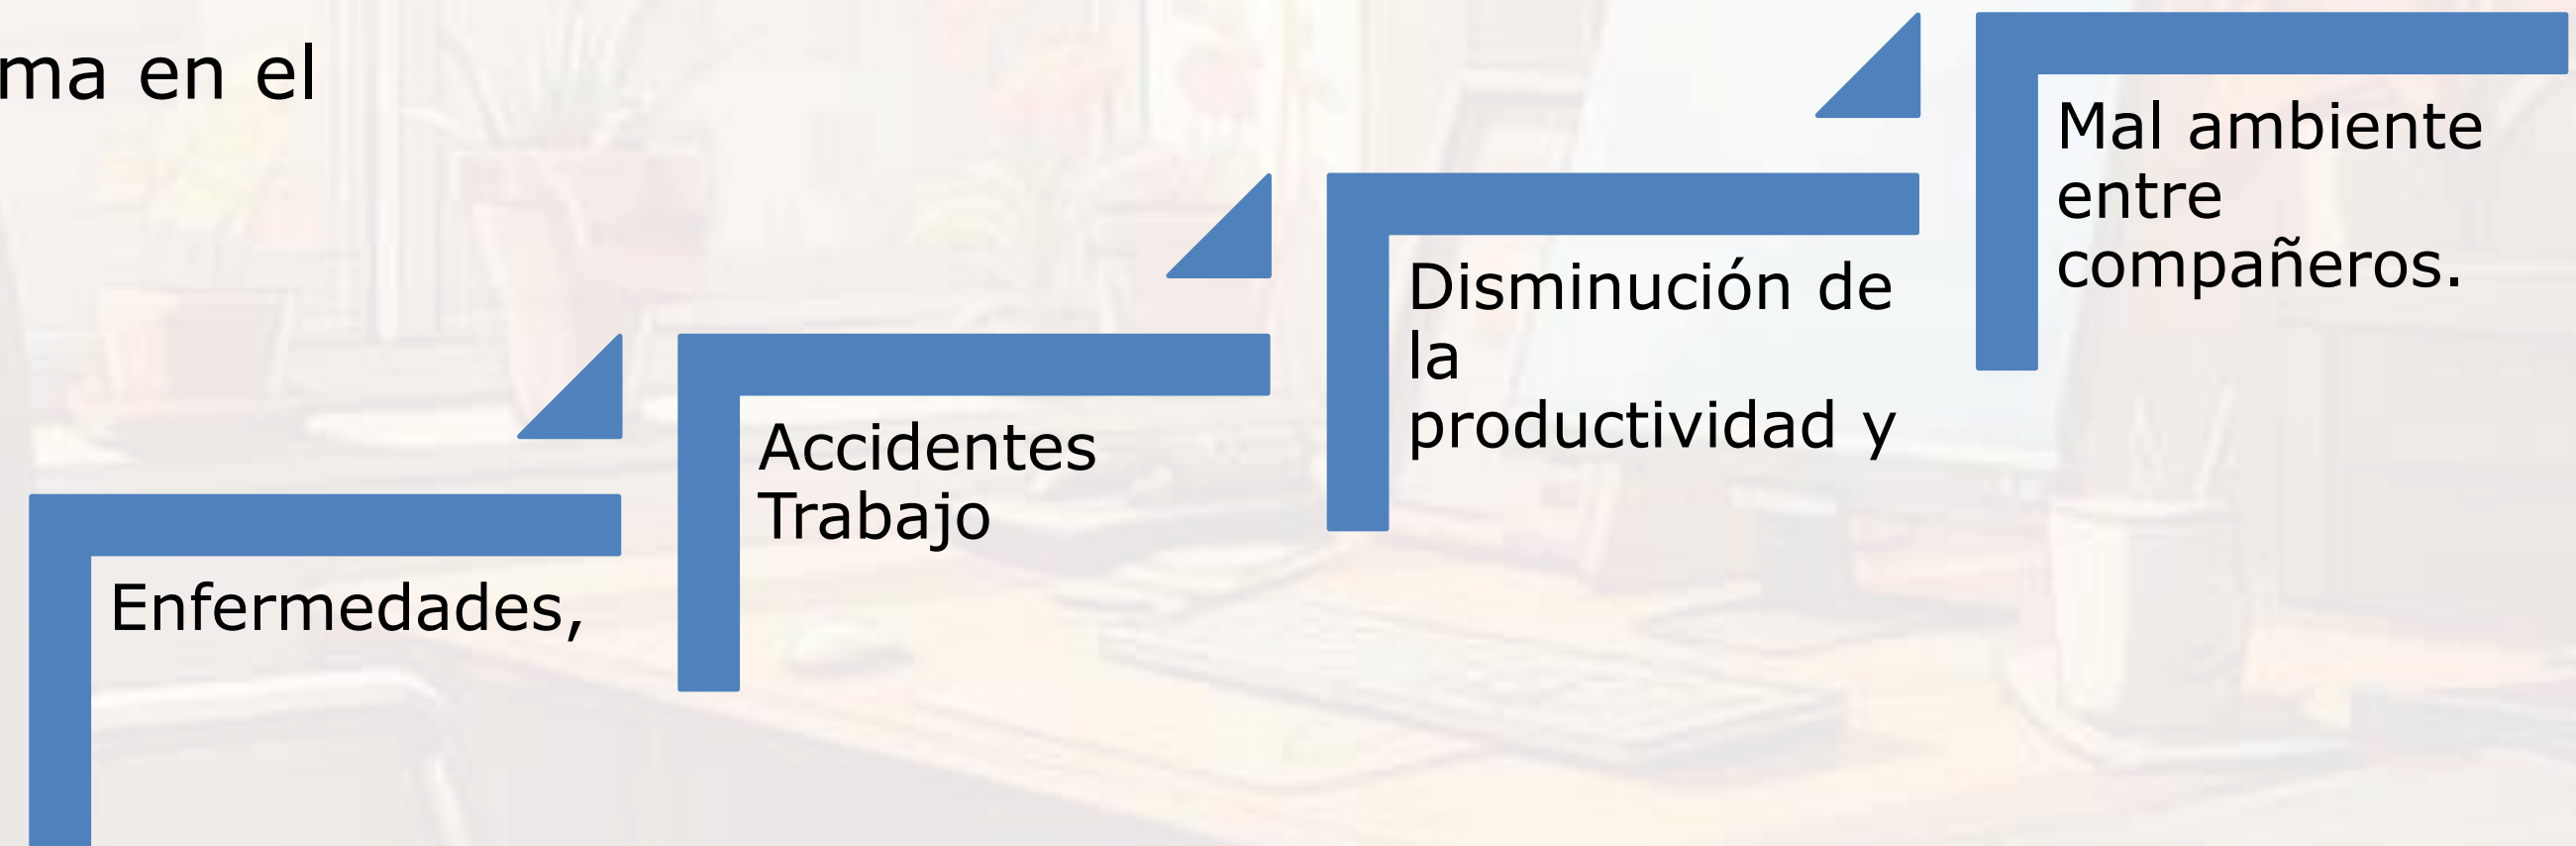 ma en el
Enfermedades,
Accidentes
Trabajo
Disminución de
la
productividad y
Mal ambiente
entre
compañeros.